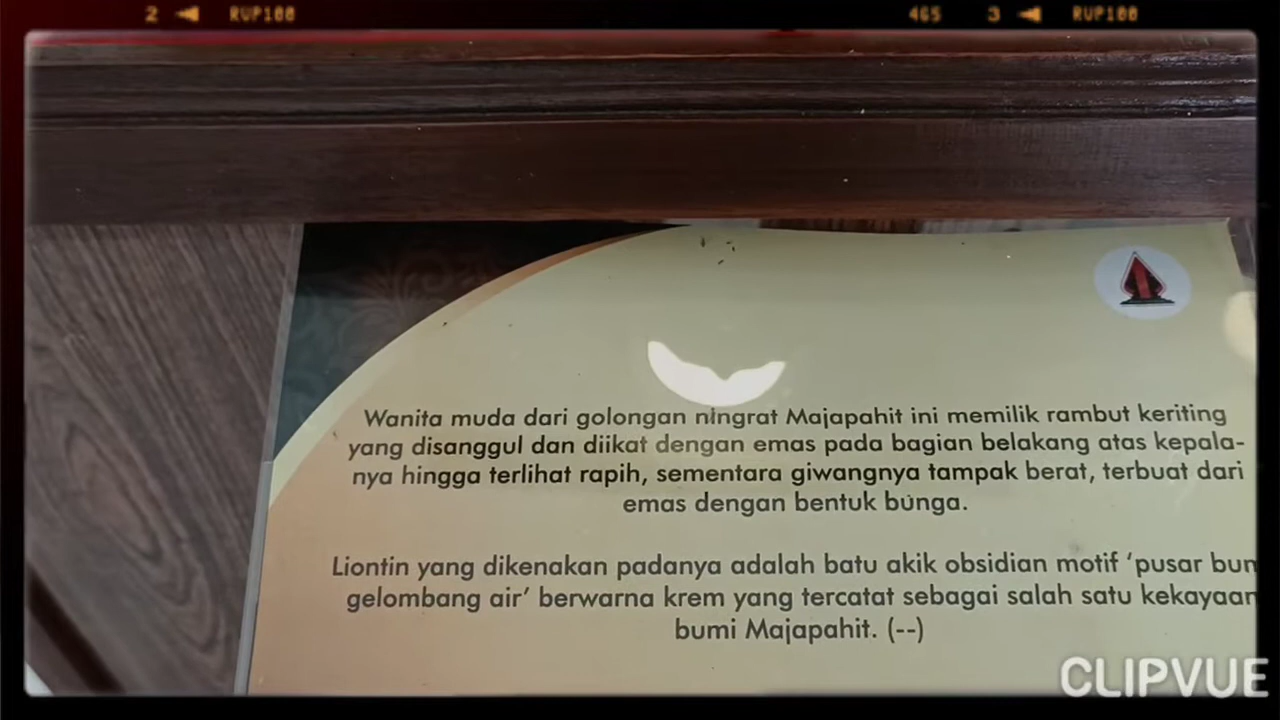 2 RVP100 465 3 RVP100
Wanita muda dari golongan ningrat Majapahit ini memilik rambut keriting
yang disanggul dan diikat dengan emas pada bagian belakang atas kepala-
nya hingga terlihat rapih, sementara giwangnya tampak berat, terbuat dari
emas dengan bentuk bunga.
Liontin yang dikenakan padanya adalah batu akik obsidian motif 'pusar
gelombang air' berwarna krem yang tercatat sebagai salah satu kekayaan
bumi Majapahit. (--)
CLIPVUE